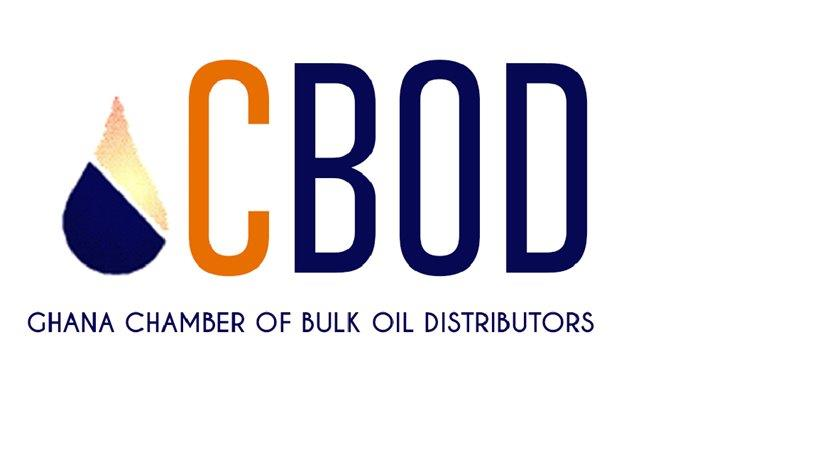 CBOD
GHANA CHAMBER OF BULK OIL DISTRIBUTORS